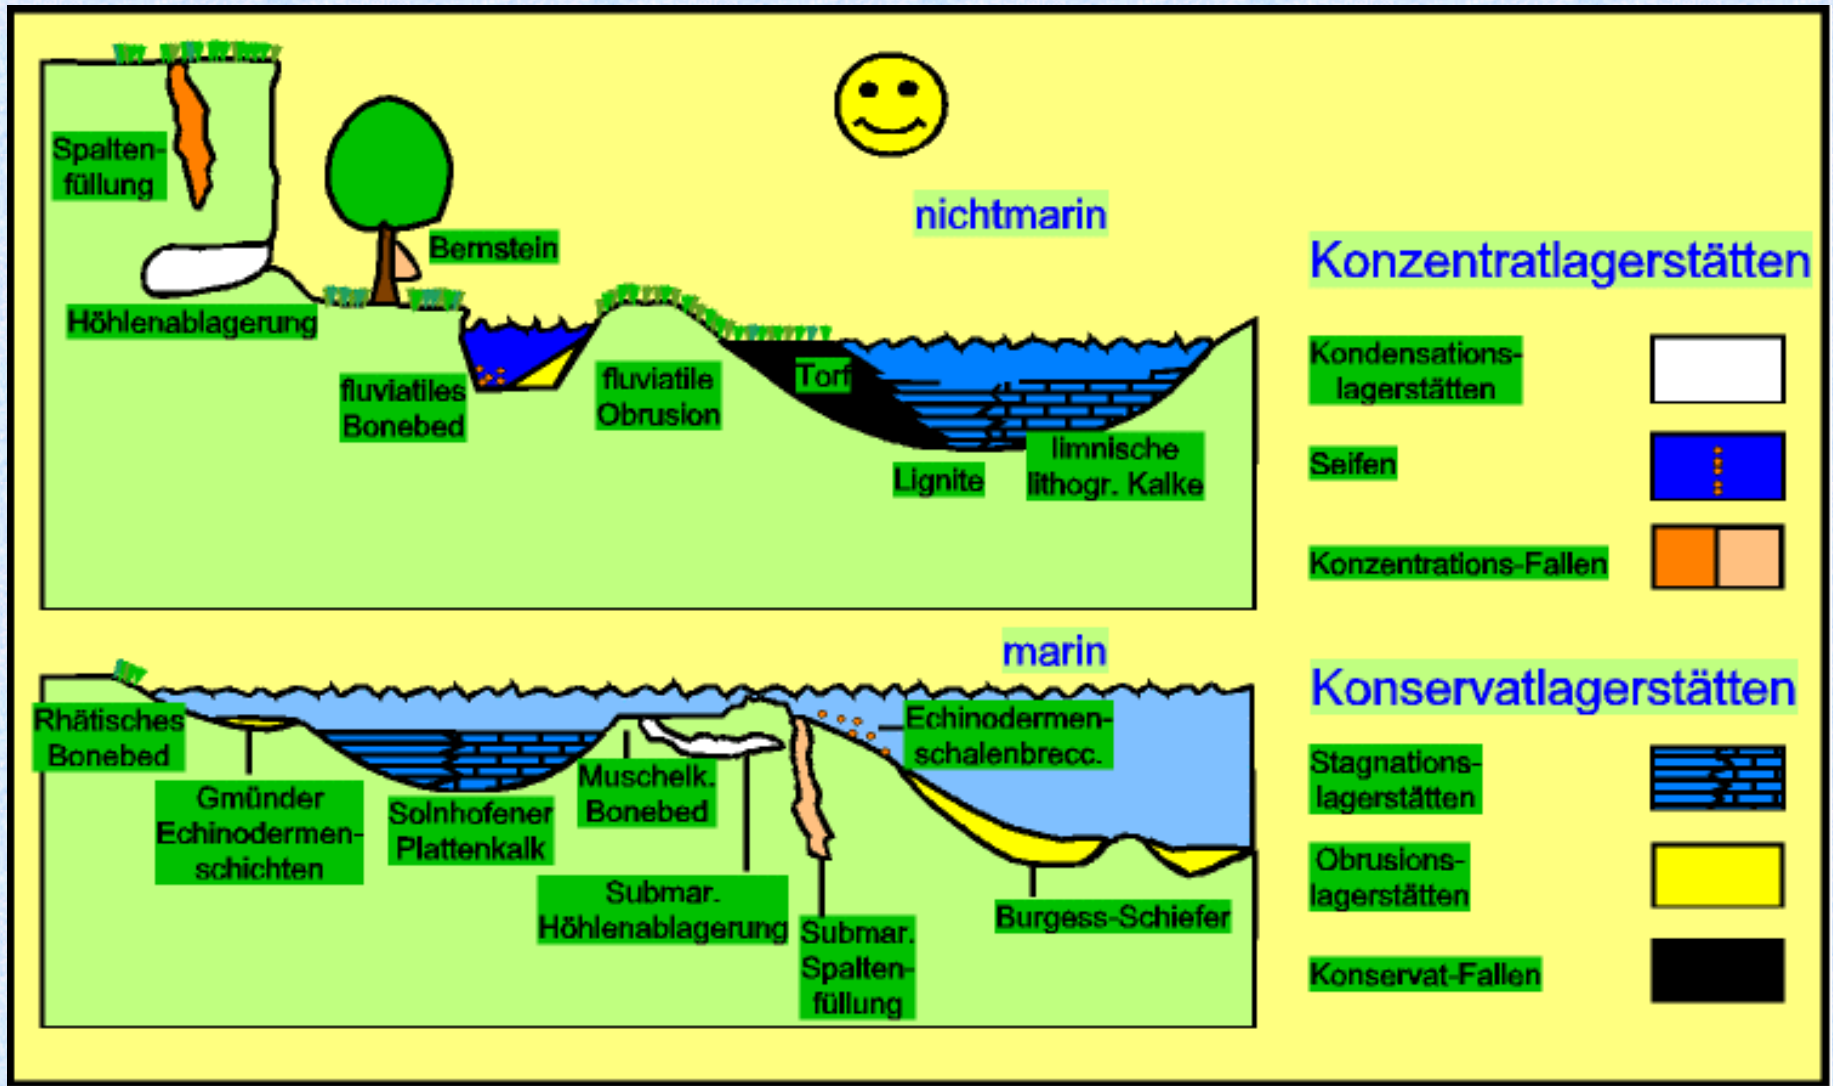 Spalten-
füllung
Bernstein
Höhlenablagerung
nichtmarin
fluviatiles
Bonebed
fluviatile
Obrusion
Torf
Lignite
limnische
lithogr. Kalke
Konzentratlagerstätten
Kondensations-
lagerstätten
Seifen
Konzentrations-Fallen
marin
Rhätisches
Bonebed
Gmünder
Echinodermen-
schichten
Solnhofener
Plattenkalk
Muschelk.
Bonebed
Submar.
Höhlenablagerung
Submar.
Spalten-
füllung
Echinodermen-
schalenbrecc.
Burgess-Schiefer
Konservatlagerstätten
Stagnations-
lagerstätten
Obrusions-
lagerstätten
Konservat-Fallen